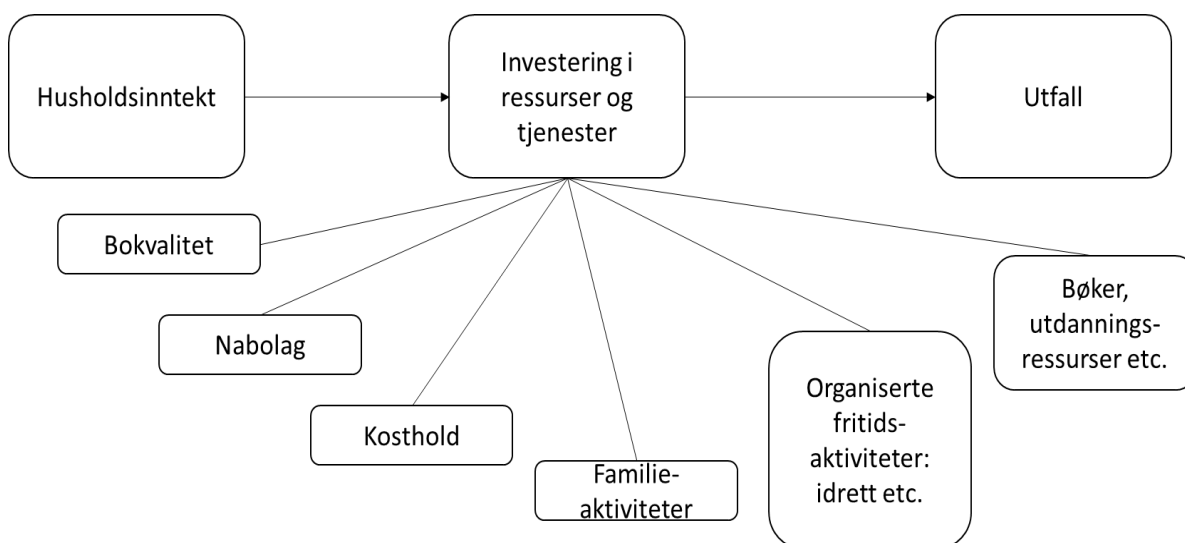 Husholdsinntekt
Investering i
ressurser og
tjenester
Utfall
Bokvalitet
Nabolag
Kosthold
Familie-
aktiviteter
Organiserte
fritids-
aktiviteter:
idrett etc.
Bøker,
utdannings-
ressurser etc.